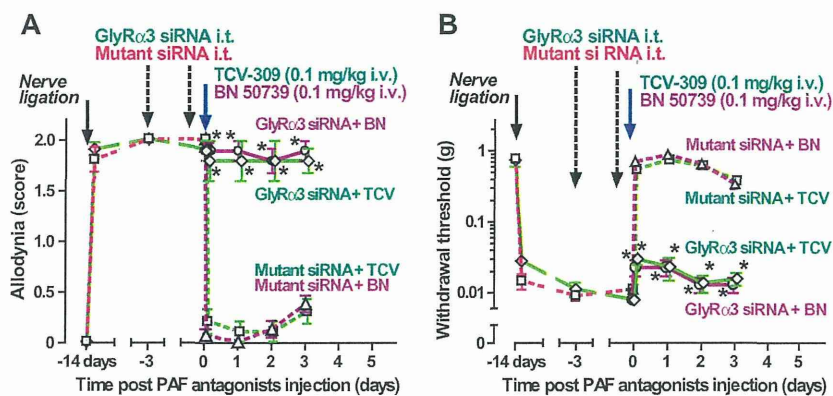 A
GlyRα3 siRNA i.t.
Mutant siRNA i.t.
Nerve
ligation
TCV-309 (0.1 mg/kg i.v.)
BN 50739 (0.1 mg/kg i.v.)
GlyRα3 siRNA+ BN
* *
* * *
* * * *
GlyRα3 siRNA + TCV
Mutant siRNA+ TCV
Mutant siRNA+ BN
Allodynia (score)
2.0
1.5
1.0
0.5
0
-14 days
-3
0
1
2
3
4
5
Time post PAF antagonists injection (days)
B
GlyRα3 siRNA i.t.
Mutant si RNA i.t.
Nerve
ligation
TCV-309 (0.1 mg/kg i.v.)
BN 50739 (0.1 mg/kg i.v.)
Mutant siRNA + BN
Mutant siRNA + TCV
GlyRα3 siRNA + TCV
* * * * *
* * * *
GlyRα3 siRNA + BN
Withdrawal threshold (g)
1
0.1
0.01
0
-14 days
-3
0
1
2
3
4
5
Time post PAF antagonists injection (days)